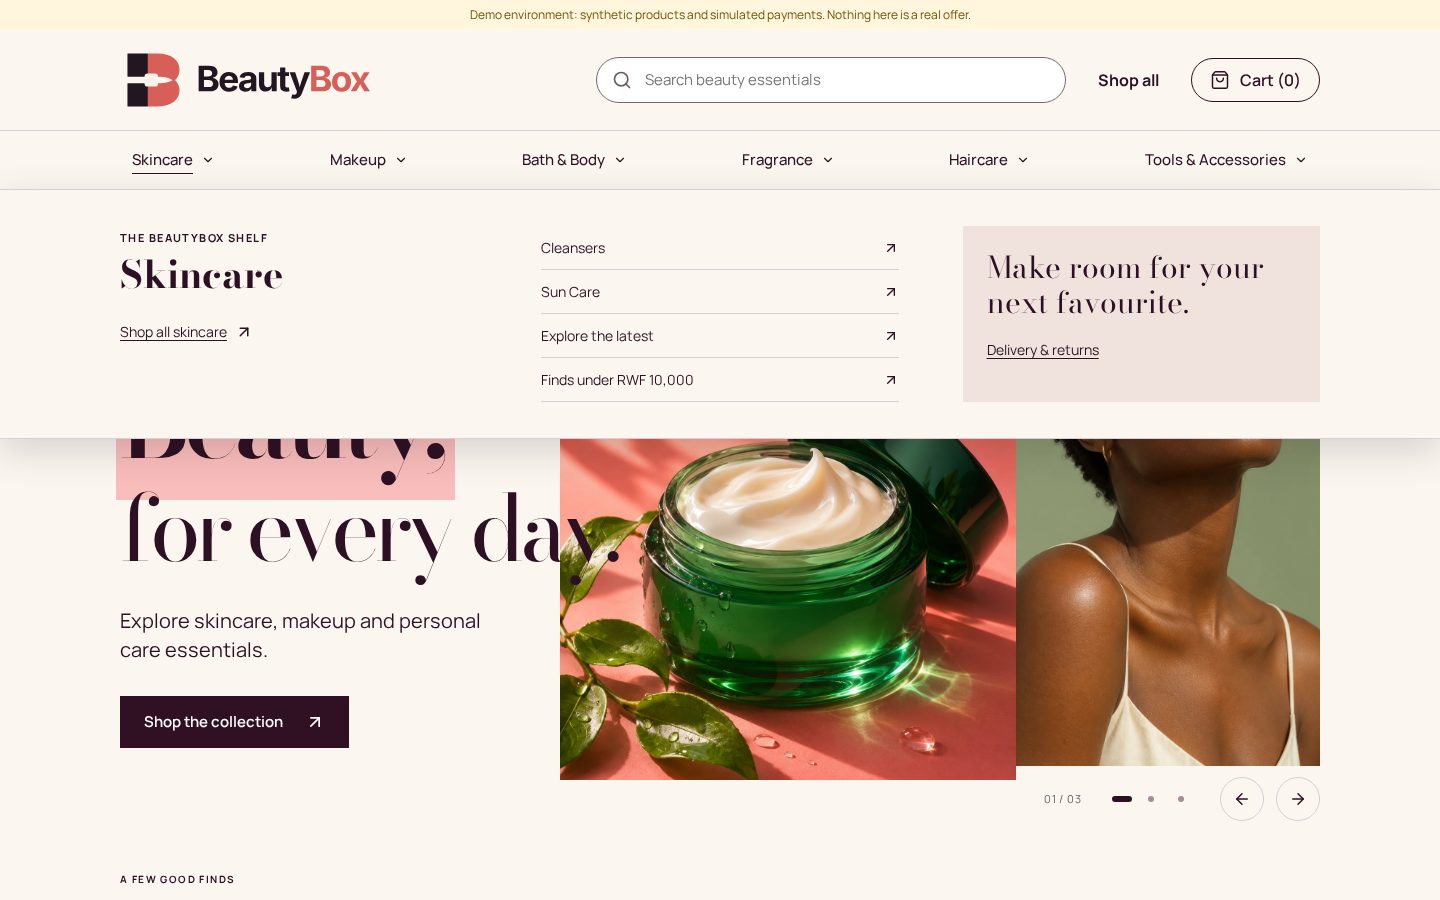 Demo environment: synthetic products and simulated payments. Nothing here is a real offer.
BeautyBox
Search beauty essentials
Shop all
Cart (0)
Skincare
Makeup
Bath & Body
Fragrance
Haircare
Tools & Accessories
THE BEAUTYBOX SHELF
Skincare
Shop all skincare
Cleansers
Sun Care
Explore the latest
Finds under RWF 10,000
Make room for your
next favourite.
Delivery & returns
Beauty,
for every day.
Explore skincare, makeup and personal
care essentials.
Shop the collection
01 / 03
A FEW GOOD FINDS